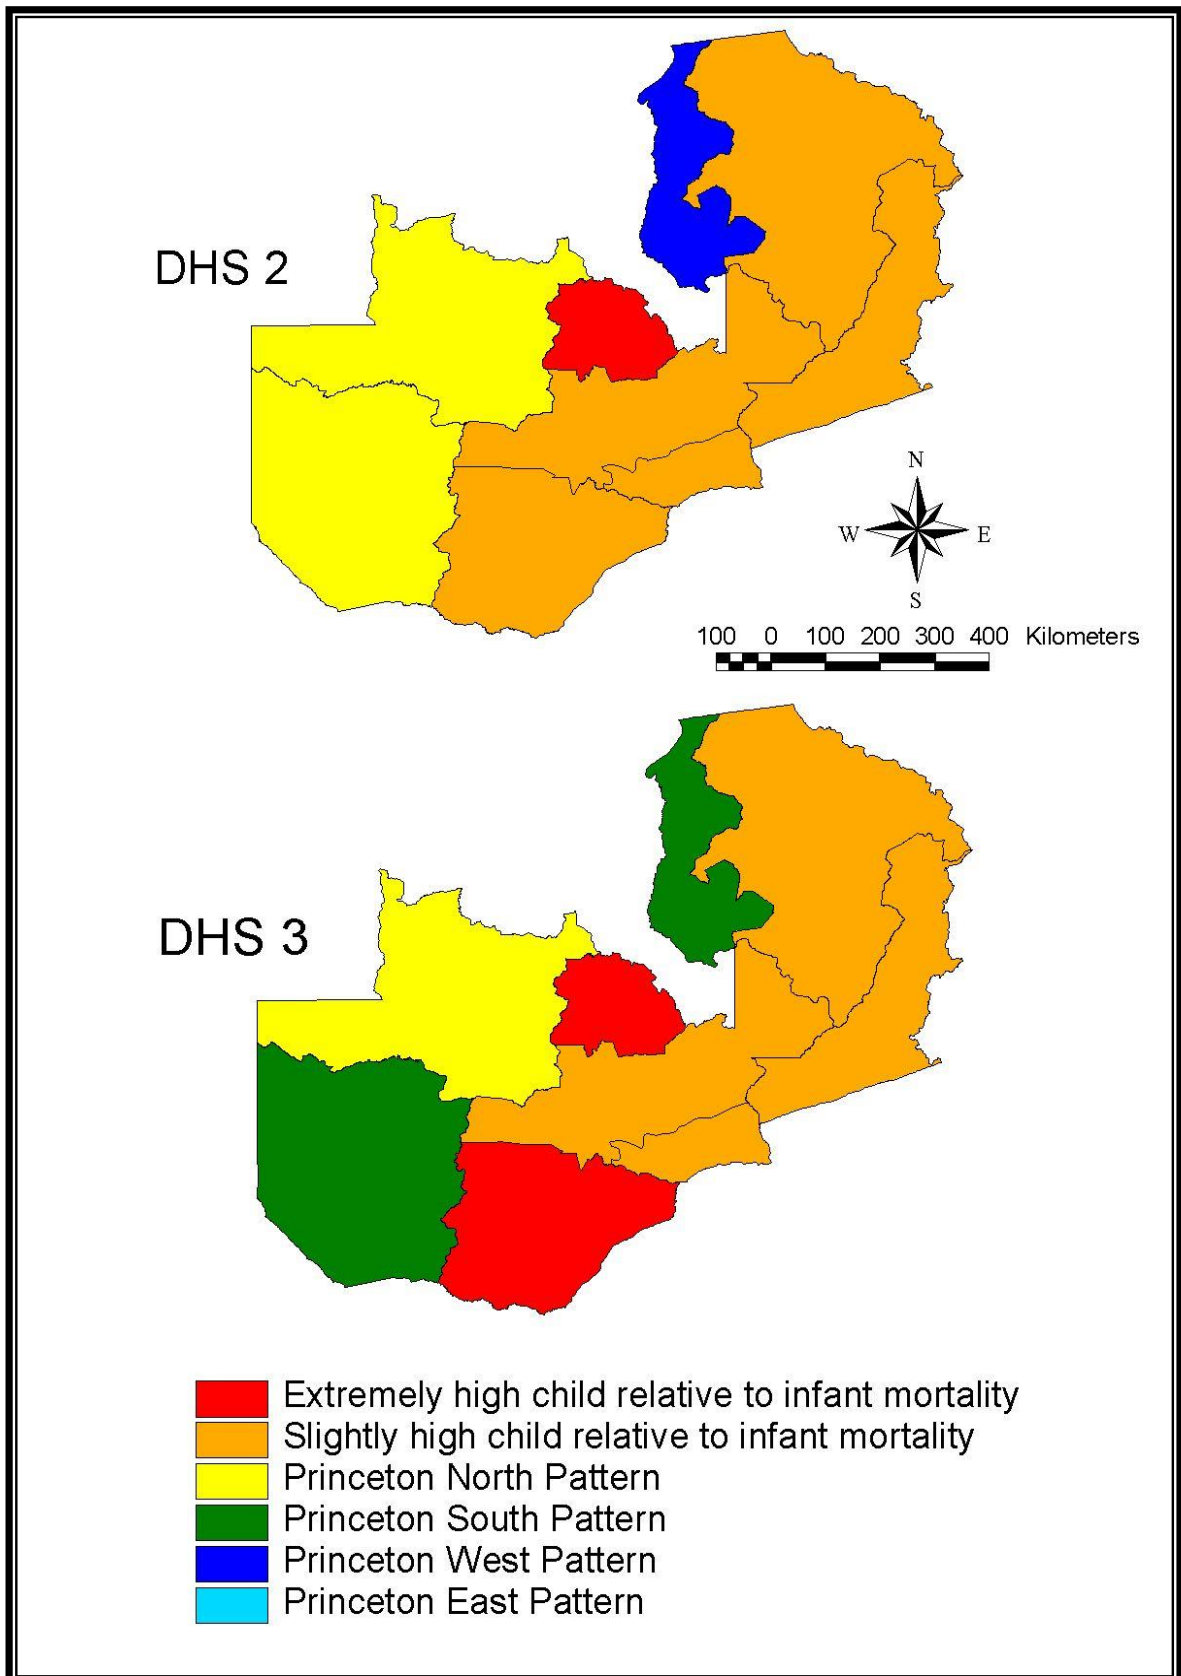 DHS 2
N
W E
S
100 0 100 200 300 400 Kilometers
DHS 3
Extremely high child relative to infant mortality
Slightly high child relative to infant mortality
Princeton North Pattern
Princeton South Pattern
Princeton West Pattern
Princeton East Pattern